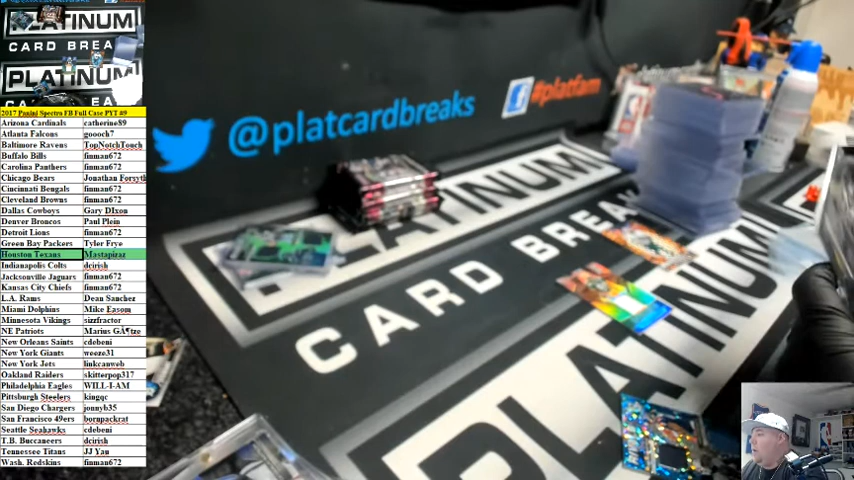 PLATINUM
CARD BREA
PLATINUM
2017 Panini Spectra FB Full Case PYT #9
Arizona Cardinals catherine89
Atlanta Falcons goooch7
Baltimore Ravens TopNotchTouch
Buffalo Bills finman672
Carolina Panthers finman672
Chicago Bears Jonathan Forsyth
Cincinnati Bengals finman672
Cleveland Browns finman672
Dallas Cowboys Gary DIxon
Denver Broncos Paul Plein
Detroit Lions finman672
Green Bay Packers Tyler Frye
Houston Texans Mastapiraz
Indianapolis Colts dcirish
Jacksonville Jaguars finman672
Kansas City Chiefs finman672
L.A. Rams Dean Sancher
Miami Dolphins Mike Eason
Minnesota Vikings sizzfractor
NE Patriots Marius GÃ¶tze
New Orleans Saints cdebeni
New York Giants weeze31
New York Jets linkcanweb
Oakland Raiders skitterpop317
Philadelphia Eagles WILL-I-AM
Pittsburgh Steelers kingqc
San Diego Chargers jonnyb35
San Francisco 49ers bornpackrat
Seattle Seahawks cdebeni
T.B. Buccaneers dcirish
Tennessee Titans JJ Yau
Wash. Redskins finman672
@platcardbreaks
#platfam
PLATINUM
CARD BREA
PLATINUM